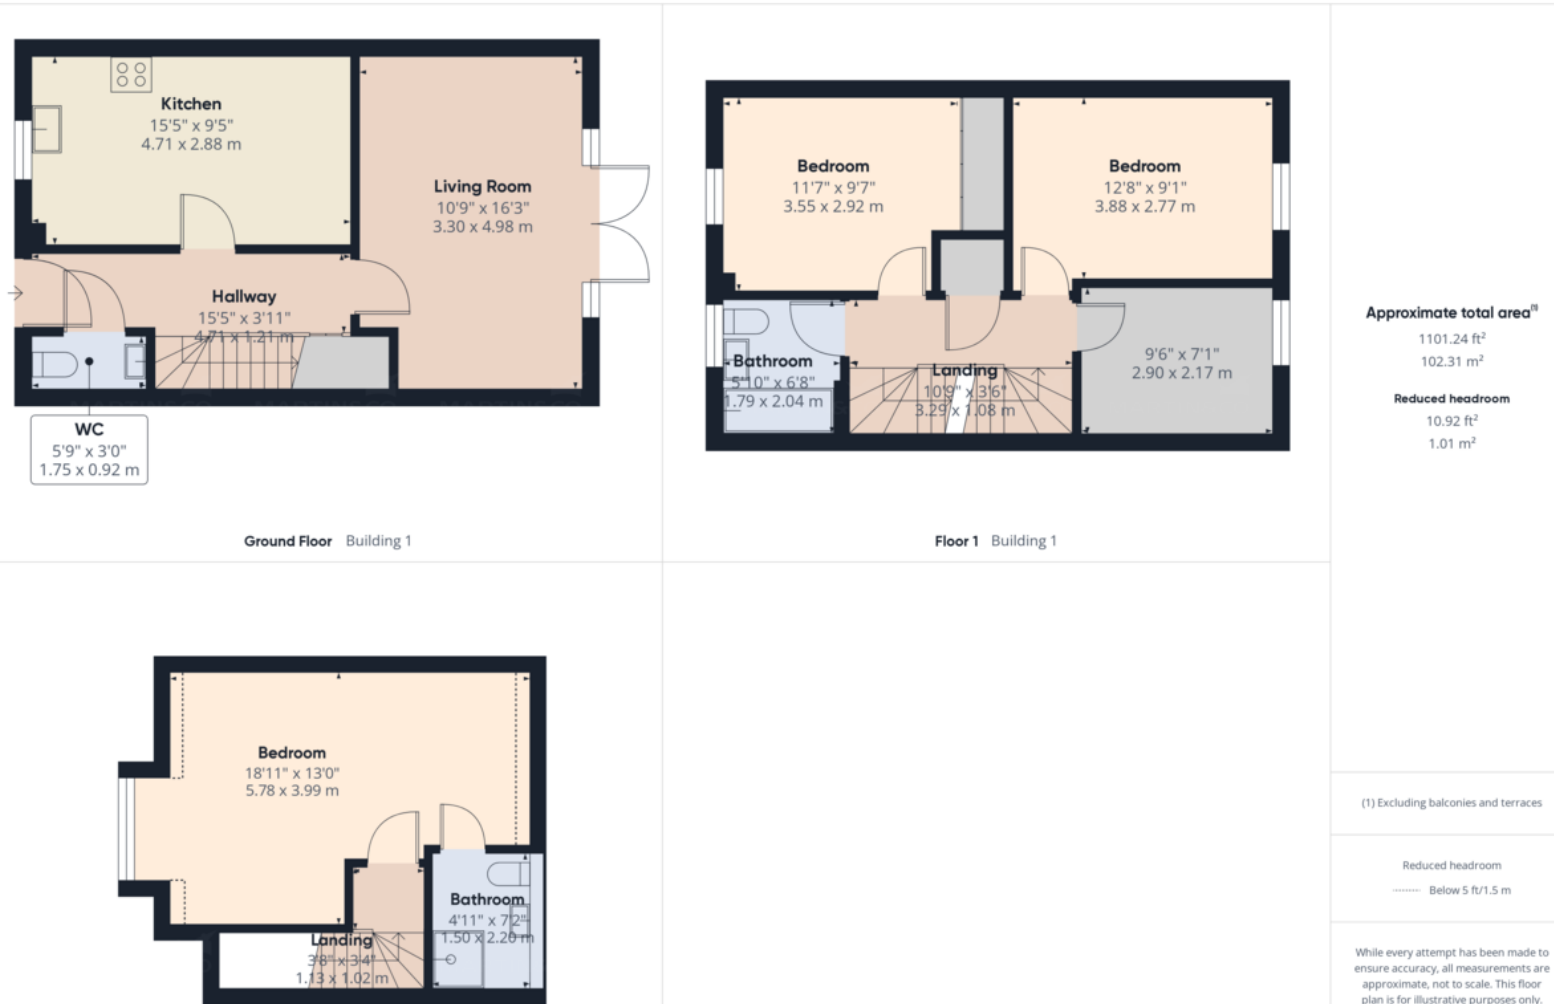 Kitchen
15'5" x 9'5"
4.71 x 2.88 m
Living Room
10'9" x 16'3"
3.30 x 4.98 m
Hallway
15'5" x 3'11"
4.71 x 1.21 m
WC
5'9" x 3'0"
1.75 x 0.92 m
Ground Floor Building 1
Bedroom
11'7" x 9'7"
3.55 x 2.92 m
Bedroom
12'8" x 9'1"
3.88 x 2.77 m
Bathroom
5'10" x 6'8"
1.79 x 2.04 m
Landing
10'9" x 3'6"
3.29 x 1.08 m
9'6" x 7'1"
2.90 x 2.17 m
Floor 1 Building 1
Approximate total area(1)
1101.24 ft²
102.31 m²
Reduced headroom
10.92 ft²
1.01 m²
Bedroom
18'11" x 13'0"
5.78 x 3.99 m
Bathroom
4'11" x 7'2"
1.50 x 2.20 m
Landing
3'8" x 3'4"
1.13 x 1.02 m
(1) Excluding balconies and terraces
Reduced headroom
Below 5 ft/1.5 m
While every attempt has been made to
ensure accuracy, all measurements are
approximate, not to scale. This floor
plan is for illustrative purposes only.